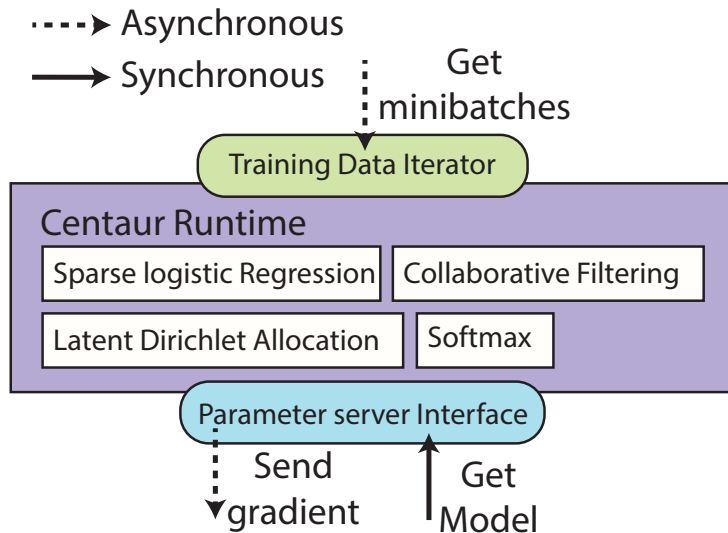 Asynchronous
Synchronous
Get
minibatches
Training Data Iterator
Centaur Runtime
Sparse logistic Regression
Collaborative Filtering
Latent Dirichlet Allocation
Softmax
Parameter server Interface
Send
gradient
Get
Model